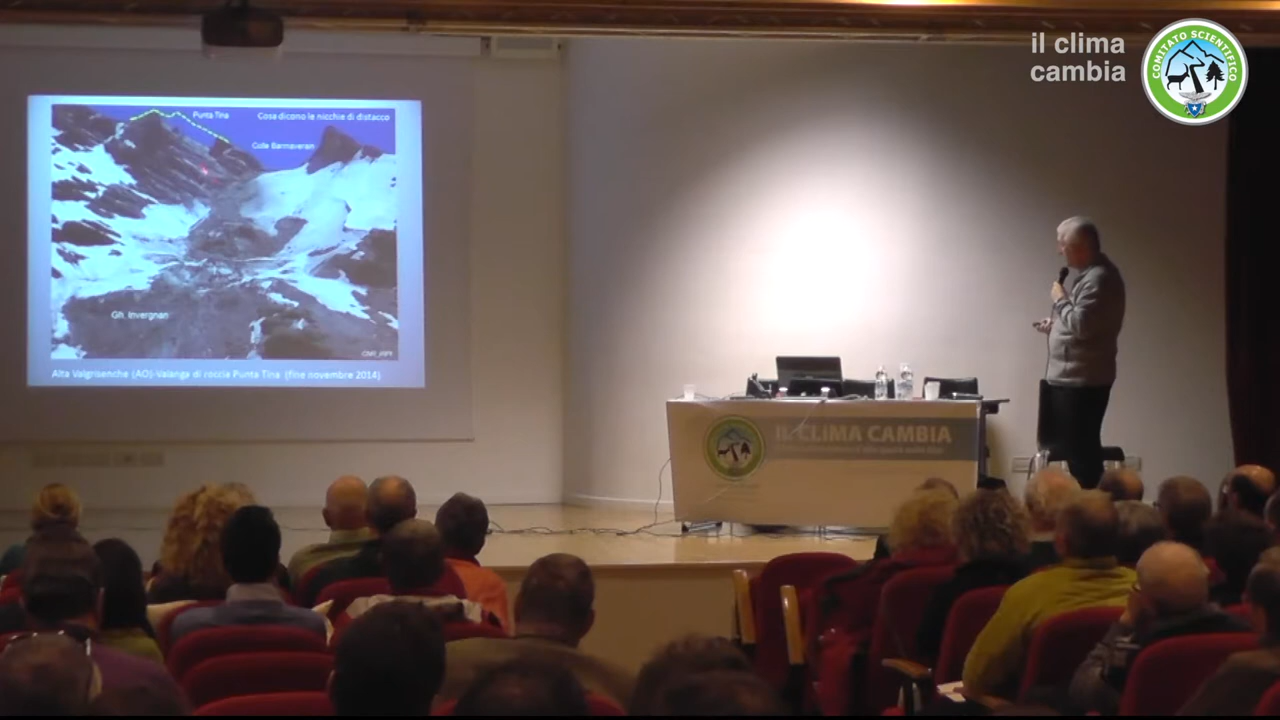 il clima
cambia
COMITATO SCIENTIFICO
Punta Tina
Cosa dicono le nicchie di distacco
Colle Barmaverain
Gh. Invergnan
Alta Valgrisenche (AO)-Valanga di roccia Punta Tina (fine novembre 2014)
IL CLIMA CAMBIA